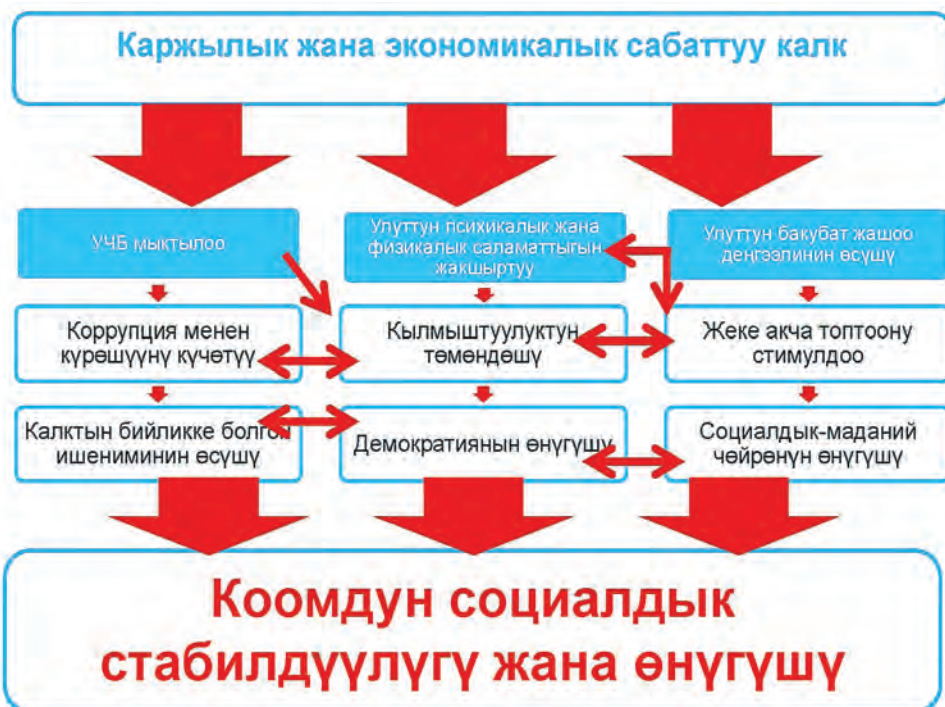 Каржылык жана экономикалык сабаттуу калк
УЧБ мыктылоо
Улуттун психикалык жана
физикалык саламаттыгын
жакшыртуу
Улуттун бакубат жашоо
деңгээлинин өсүшү
Коррупция менен
күрөшүүнү күчөтүү
Кылмыштуулуктун
төмөндөшү
Жеке акча топтоону
стимулдоо
Калктын бийликке болгон
ишениминин өсүшү
Демократиянын өнүгүшү
Социалдык-маданий
чөйрөнүн өнүгүшү
Коомдун социалдык
стабилдүүлүгү жана өнүгүшү